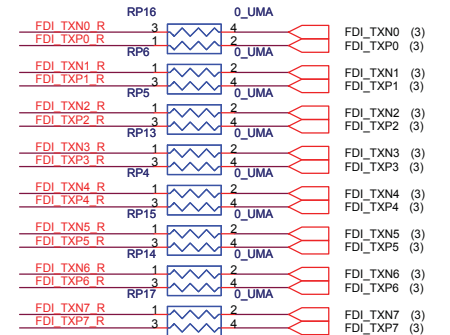 RP16 0_UMA
FDI_TXN0_R 3 4 FDI_TXN0 (3)
FDI_TXP0_R 1 2 FDI_TXP0 (3)
RP6 0_UMA
FDI_TXN1_R 1 2 FDI_TXN1 (3)
FDI_TXP1_R 3 4 FDI_TXP1 (3)
RP5 0_UMA
FDI_TXN2_R 1 2 FDI_TXN2 (3)
FDI_TXP2_R 3 4 FDI_TXP2 (3)
RP13 0_UMA
FDI_TXN3_R 1 2 FDI_TXN3 (3)
FDI_TXP3_R 3 4 FDI_TXP3 (3)
RP4 0_UMA
FDI_TXN4_R 1 2 FDI_TXN4 (3)
FDI_TXP4_R 3 4 FDI_TXP4 (3)
RP15 0_UMA
FDI_TXN5_R 1 2 FDI_TXN5 (3)
FDI_TXP5_R 3 4 FDI_TXP5 (3)
RP14 0_UMA
FDI_TXN6_R 1 2 FDI_TXN6 (3)
FDI_TXP6_R 3 4 FDI_TXP6 (3)
RP17 0_UMA
FDI_TXN7_R 1 2 FDI_TXN7 (3)
FDI_TXP7_R 3 4 FDI_TXP7 (3)